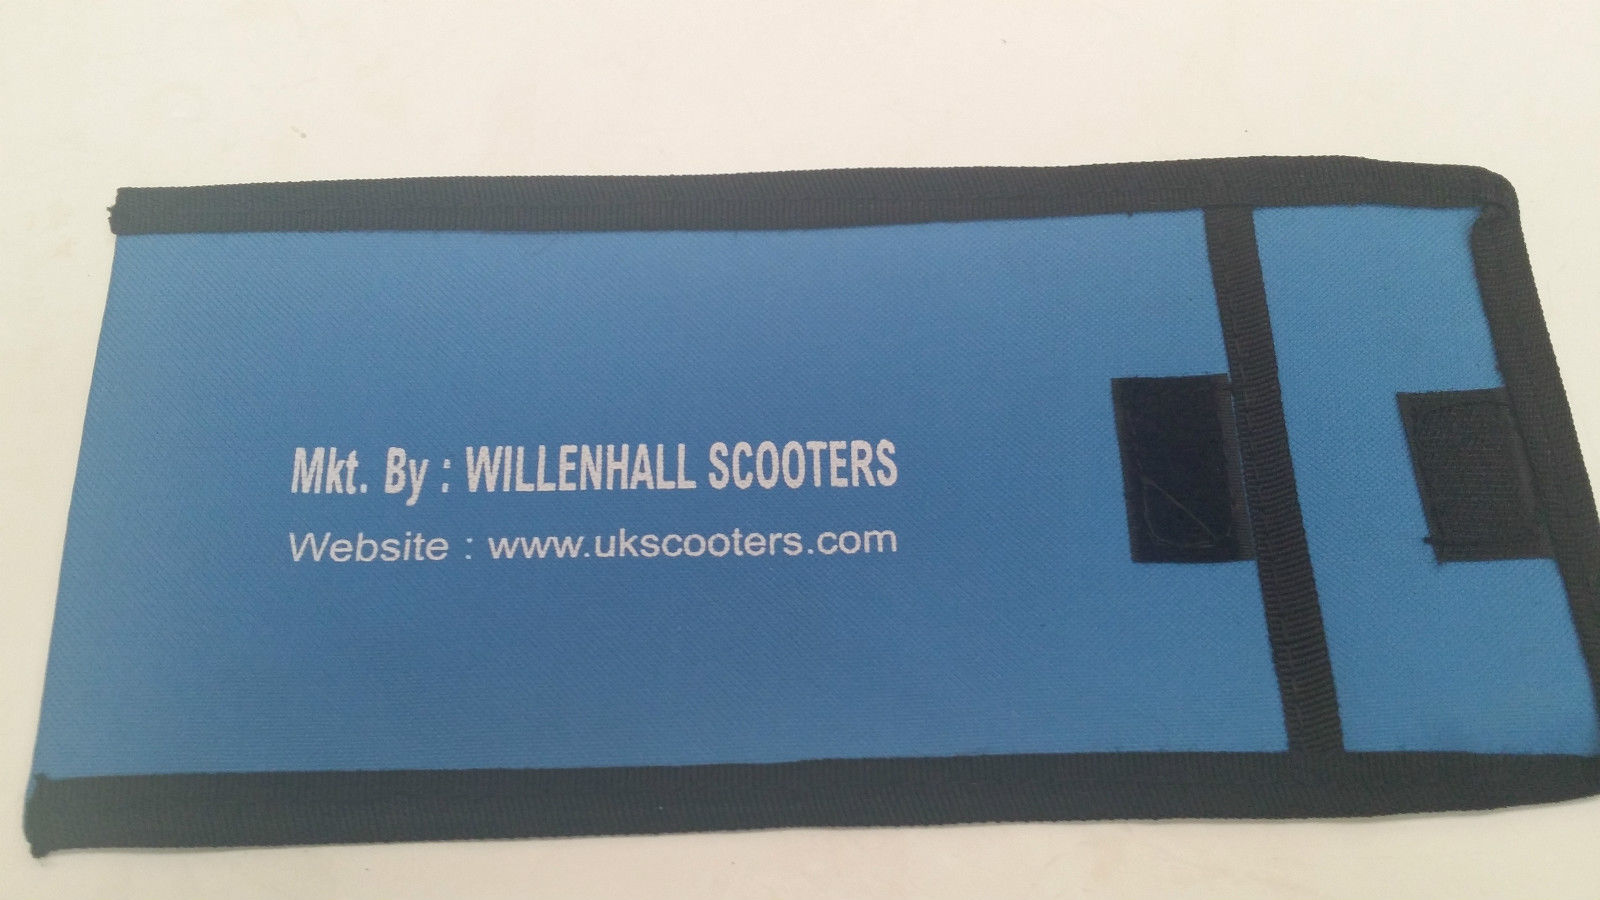 Mkt. By : WILLENHALL SCOOTERS
Website : www.ukscooters.com